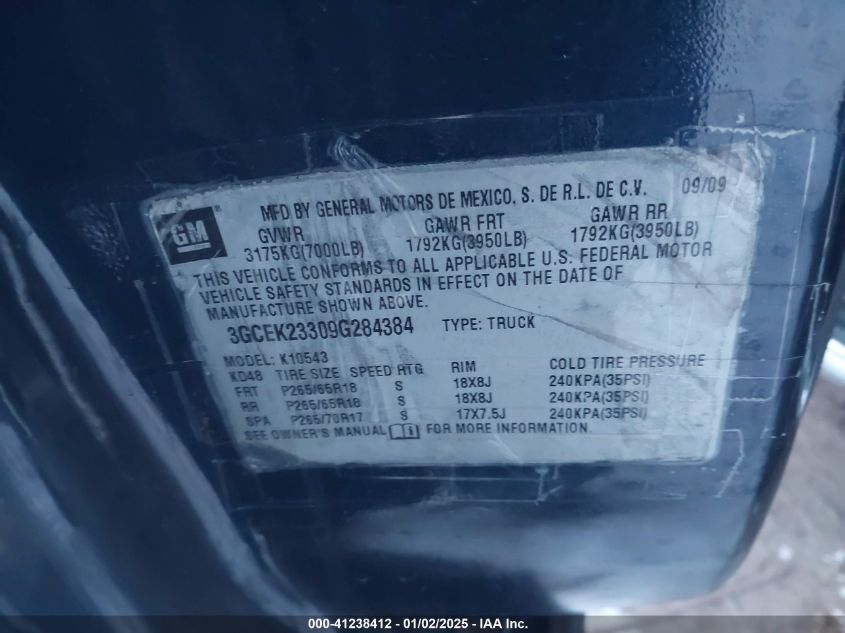 GM
MFD BY GENERAL MOTORS DE MEXICO, S. DE R.L. DE C.V. 09/09
GVWR GAWR FRT GAWR RR
3175KG(7000LB) 1792KG(3950LB) 1792KG(3950LB)
THIS VEHICLE CONFORMS TO ALL APPLICABLE U.S. FEDERAL MOTOR
VEHICLE SAFETY STANDARDS IN EFFECT ON THE DATE OF
MANUFACTURE SHOWN ABOVE.
3GCEK23309G284384 TYPE: TRUCK
MODEL: K10543
KD48 TIRE SIZE SPEED RTG RIM COLD TIRE PRESSURE
FRT P265/65R18 S 18X8J 240KPA(35PSI)
RR P265/65R18 S 18X8J 240KPA(35PSI)
SPA P265/70R17 S 17X7.5J 240KPA(35PSI)
SEE OWNER'S MANUAL FOR MORE INFORMATION.
000-41238412 - 01/02/2025 - IAA Inc.